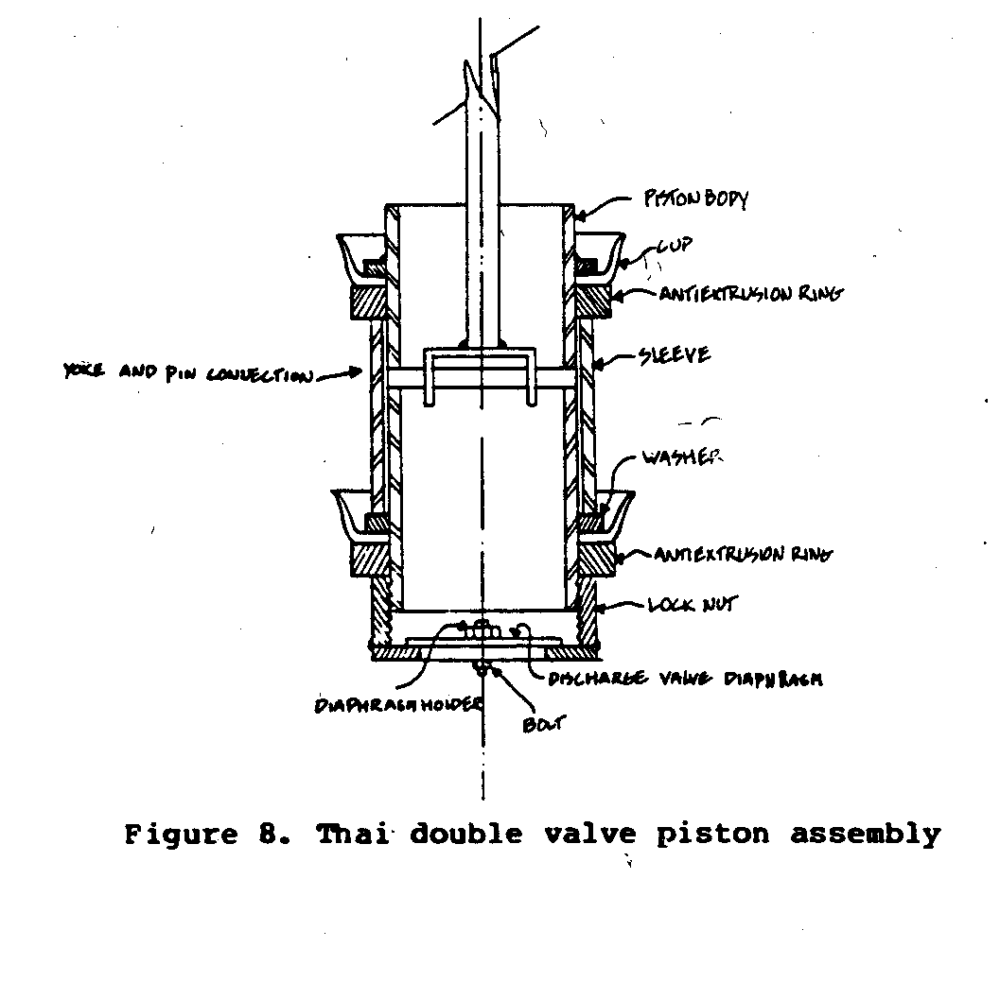 PISTON BODY
CUP
ANTIEXTRUSION RING
SLEEVE
YOKE AND PIN CONNECTION
WASHER
ANTIEXTRUSION RING
LOCK NUT
DISCHARGE VALVE DIAPHRAGM
DIAPHRAGM HOLDER
BOLT
Figure 8. Thai double valve piston assembly